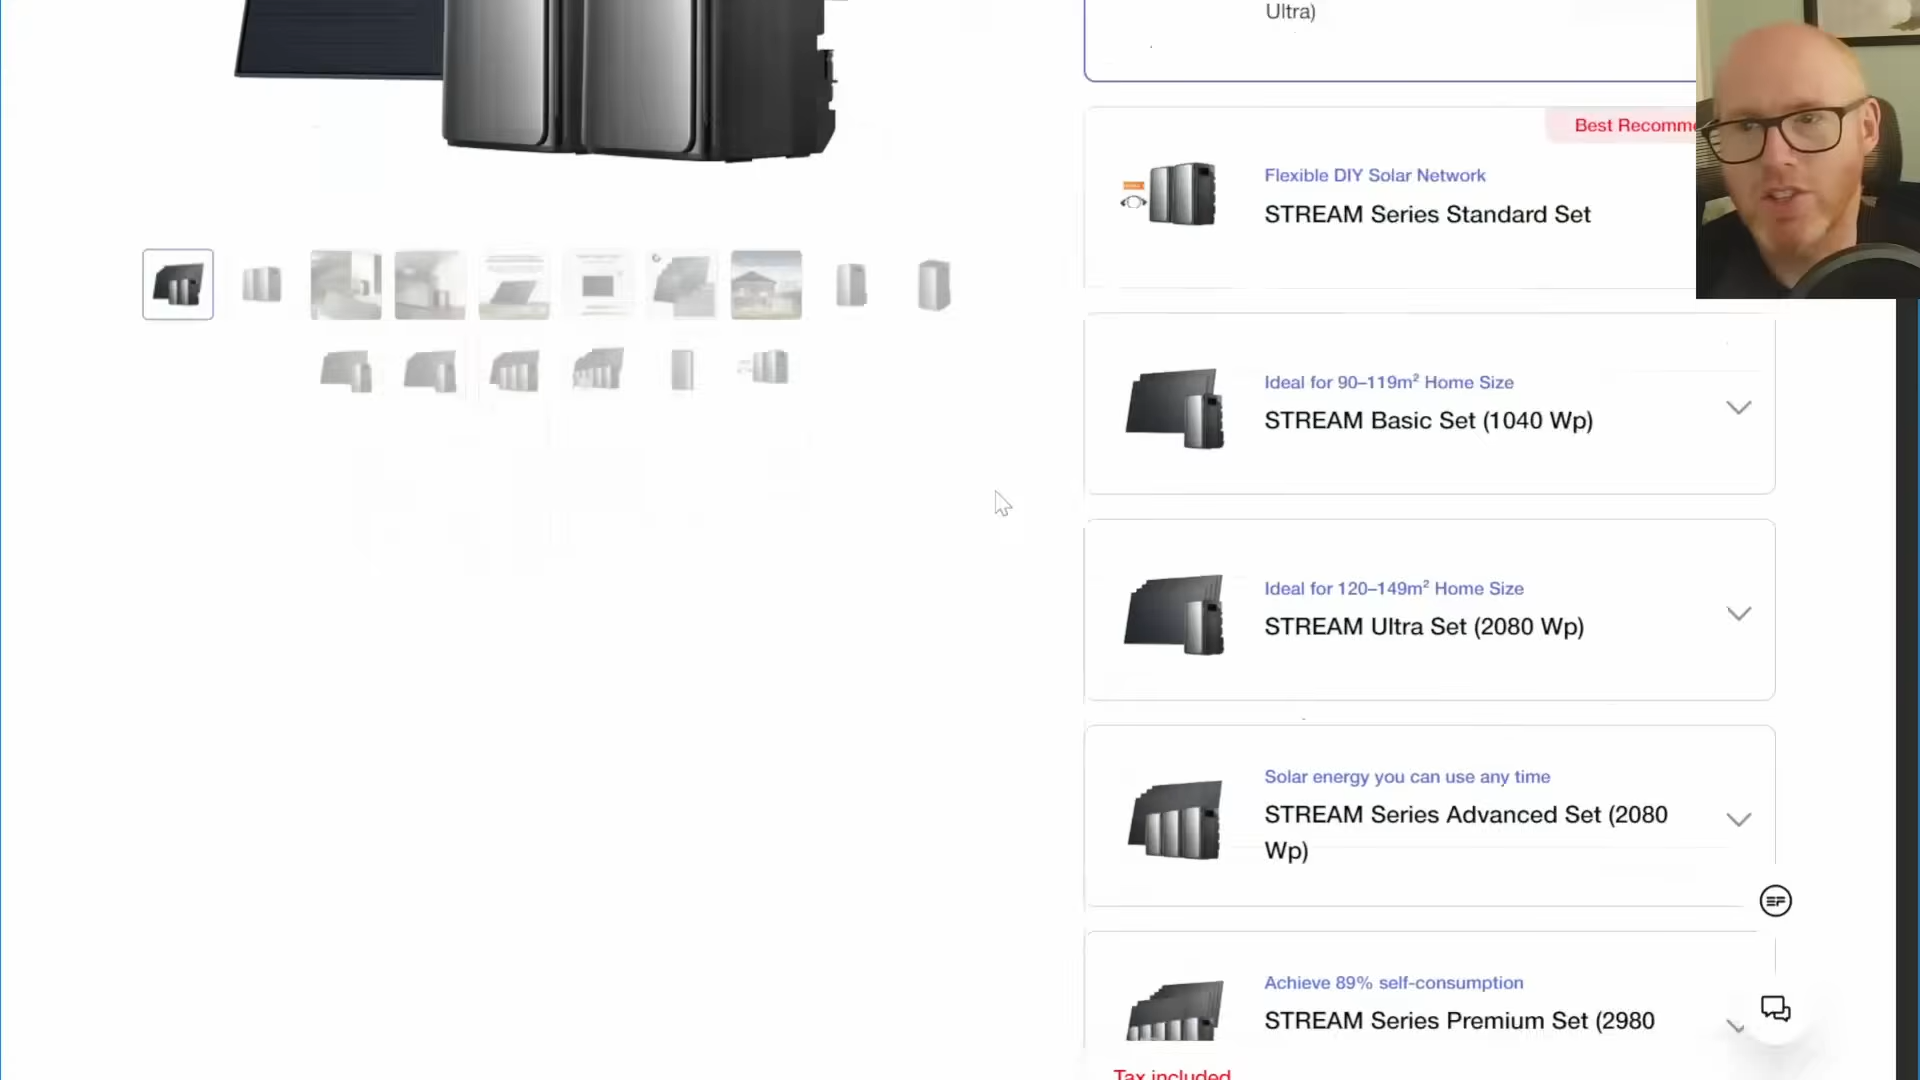 Ultra)
Best Recomme
Flexible DIY Solar Network
STREAM Series Standard Set
Ideal for 90–119m² Home Size
STREAM Basic Set (1040 Wp)
Ideal for 120–149m² Home Size
STREAM Ultra Set (2080 Wp)
Solar energy you can use any time
STREAM Series Advanced Set (2080
Wp)
Achieve 89% self-consumption
STREAM Series Premium Set (2980
Tax included